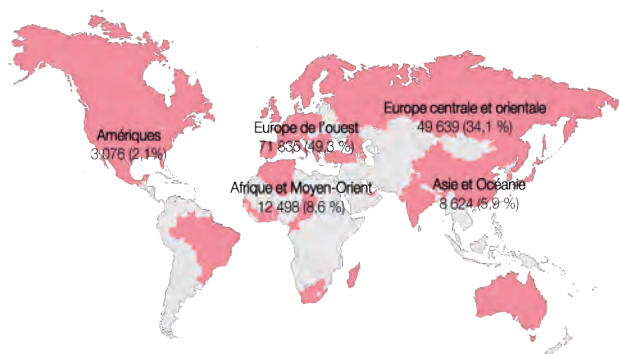 Amériques
3 076 (2,1%)
Europe de l'ouest
71 835 (49,3 %)
Europe centrale et orientale
49 639 (34,1 %)
Afrique et Moyen-Orient
12 498 (8,6 %)
Asie et Océanie
8 624 (5,9 %)